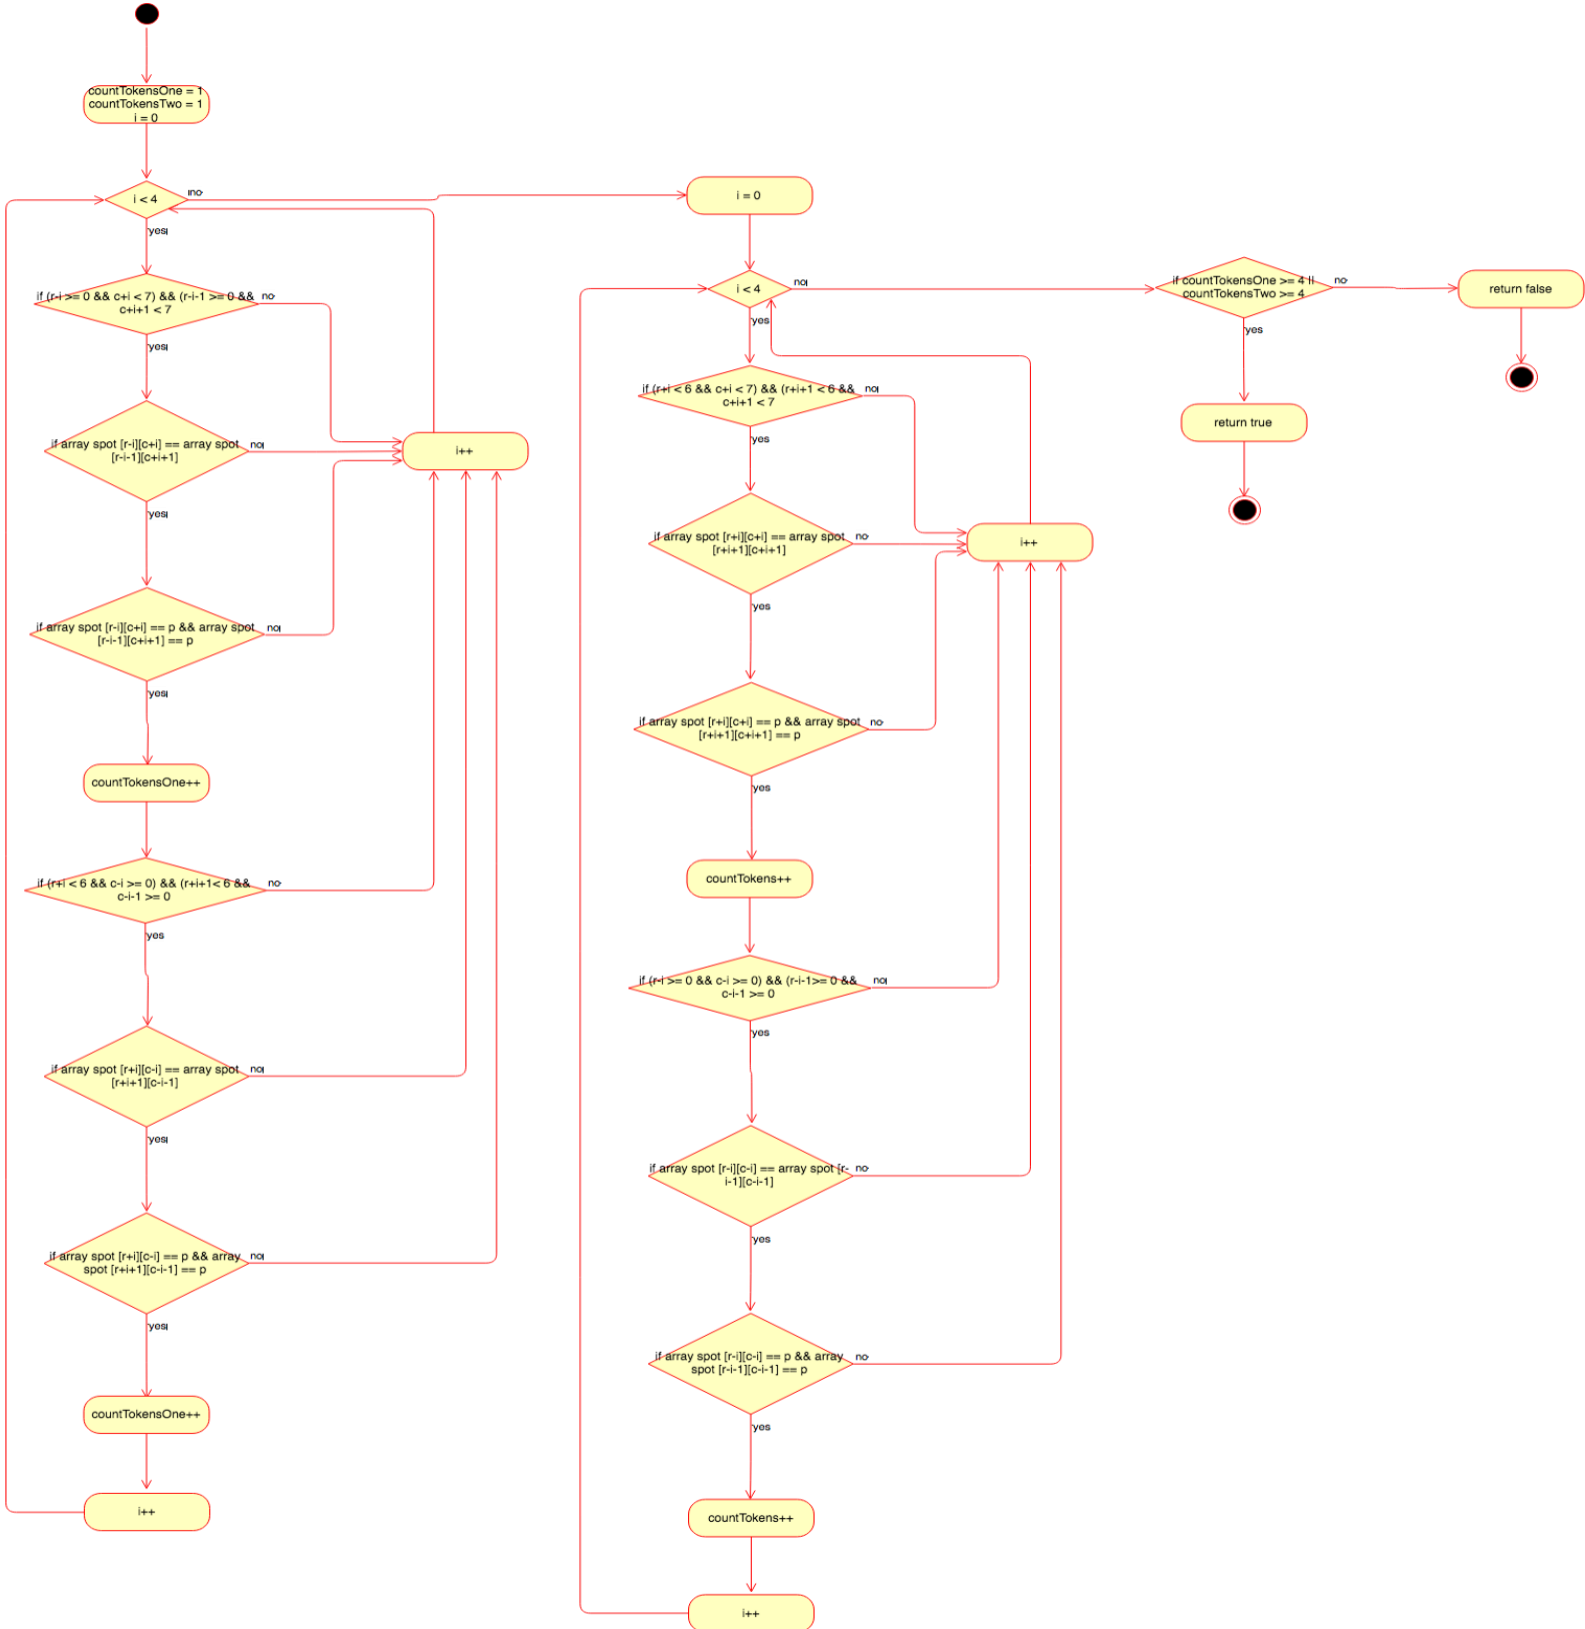 countTokensOne = 1
countTokensTwo = 1
i = 0
i < 4
no
yes
if (r-i >= 0 && c+i < 7) && (r-i-1 >= 0 &&
c+i+1 < 7
no
yes
if array spot [r-i][c+i] == array spot
[r-i-1][c+i+1]
no
yes
i++
if array spot [r-i][c+i] == p && array spot
[r-i-1][c+i+1] == p
no
yes
countTokensOne++
if (r+i < 6 && c-i >= 0) && (r+i+1< 6 &&
c-i-1 >= 0
no
yes
if array spot [r+i][c-i] == array spot
[r+i+1][c-i-1]
no
yes
if array spot [r+i][c-i] == p && array
spot [r+i+1][c-i-1] == p
no
yes
countTokensOne++
i++
i = 0
i < 4
no
yes
if (r+i < 6 && c+i < 7) && (r+i+1 < 6 &&
c+i+1 < 7
no
yes
if array spot [r+i][c+i] == array spot
[r+i+1][c+i+1]
no
yes
i++
if array spot [r+i][c+i] == p && array spot
[r+i+1][c+i+1] == p
no
yes
countTokens++
if (r-i >= 0 && c-i >= 0) && (r-i-1>= 0 &&
c-i-1 >= 0
no
yes
if array spot [r-i][c-i] == array spot [r-
i-1][c-i-1]
no
yes
if array spot [r-i][c-i] == p && array
spot [r-i-1][c-i-1] == p
no
yes
countTokens++
i++
if countTokensOne >= 4 ||
countTokensTwo >= 4
no
yes
return false
return true